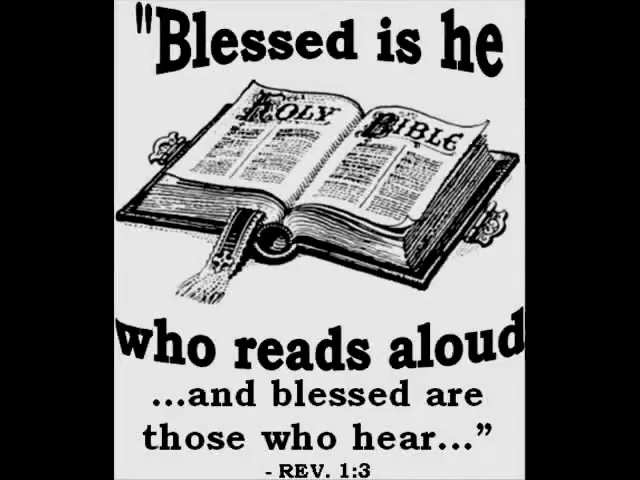 "Blessed is he
HOLY BIBLE
who reads aloud
...and blessed are
those who hear...”
- REV. 1:3